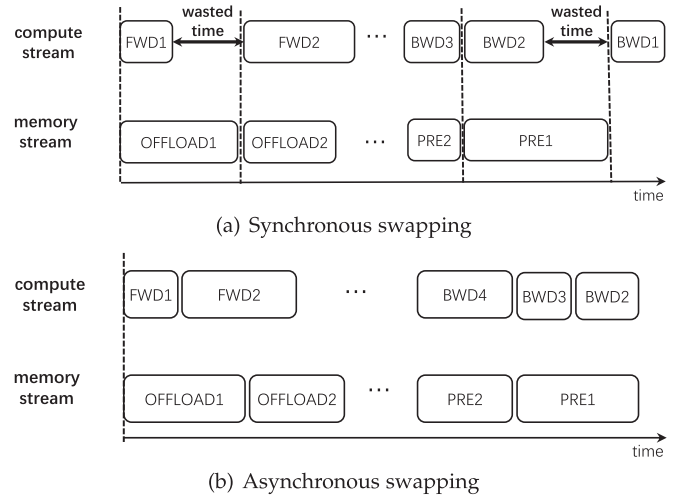 wasted time
wasted time
compute stream
FWD1
FWD2
...
BWD3
BWD2
BWD1
memory stream
OFFLOAD1
OFFLOAD2
...
PRE2
PRE1
time
(a) Synchronous swapping
compute stream
FWD1
FWD2
...
BWD4
BWD3
BWD2
memory stream
OFFLOAD1
OFFLOAD2
...
PRE2
PRE1
time
(b) Asynchronous swapping